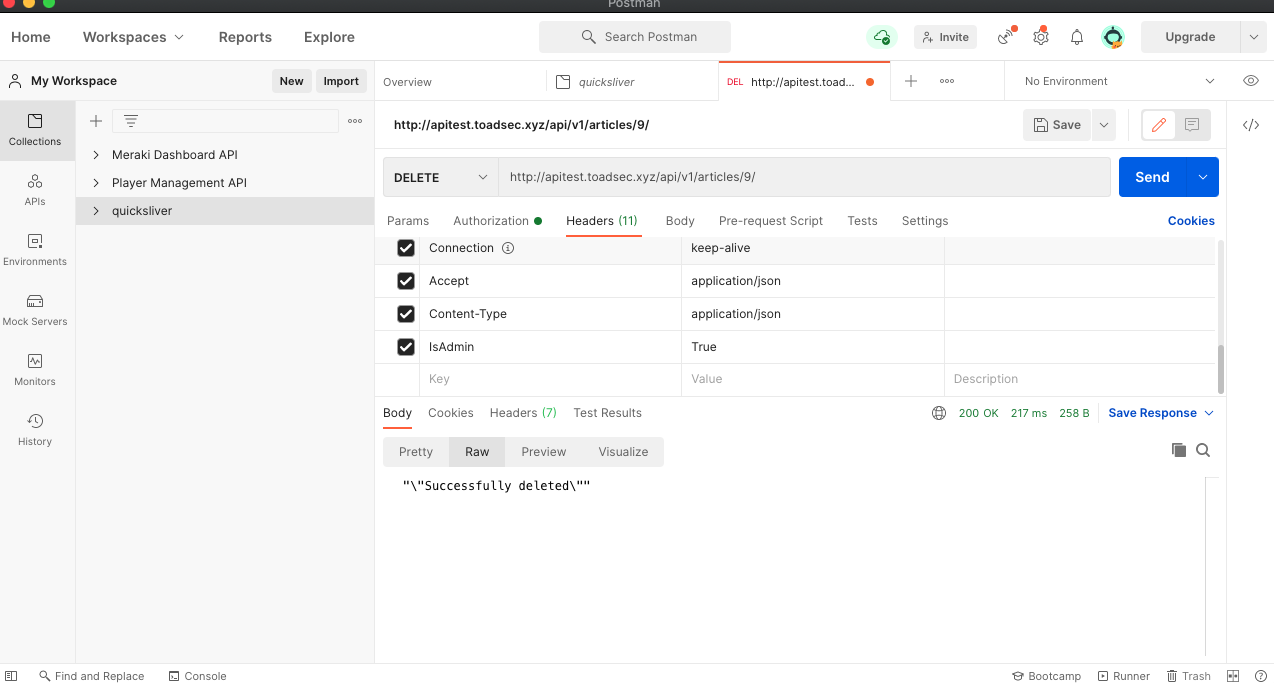 Postman
Home Workspaces Reports Explore Search Postman Invite Upgrade
My Workspace New Import Overview quicksliver DEL http://apitest.toad... No Environment
Collections
APIs
Environments
Mock Servers
Monitors
History
Meraki Dashboard API
Player Management API
quicksliver
http://apitest.toadsec.xyz/api/v1/articles/9/ Save
DELETE http://apitest.toadsec.xyz/api/v1/articles/9/ Send
Params Authorization Headers (11) Body Pre-request Script Tests Settings Cookies
Connection keep-alive
Accept application/json
Content-Type application/json
IsAdmin True
Key Value Description
Body Cookies Headers (7) Test Results 200 OK 217 ms 258 B Save Response
Pretty Raw Preview Visualize
"\"Successfully deleted\""
Find and Replace Console Bootcamp Runner Trash